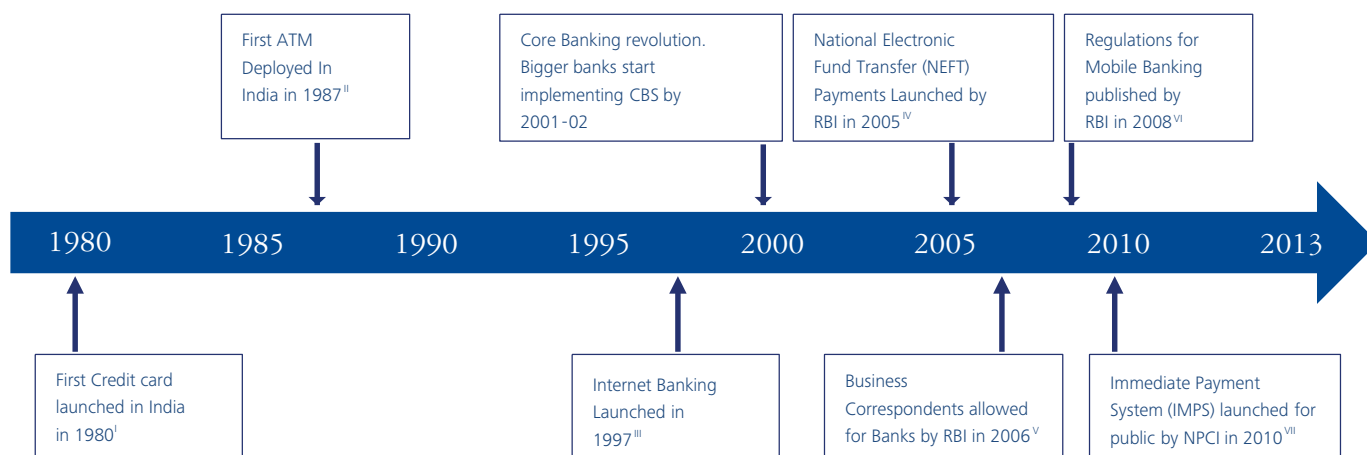 First ATM
Deployed In
India in 1987 II
Core Banking revolution.
Bigger banks start
implementing CBS by
2001-02
National Electronic
Fund Transfer (NEFT)
Payments Launched by
RBI in 2005 IV
Regulations for
Mobile Banking
published by
RBI in 2008 VI
1980 1985 1990 1995 2000 2005 2010 2013
First Credit card
launched in India
in 1980 I
Internet Banking
Launched in
1997 III
Business
Correspondents allowed
for Banks by RBI in 2006 V
Immediate Payment
System (IMPS) launched for
public by NPCI in 2010 VII